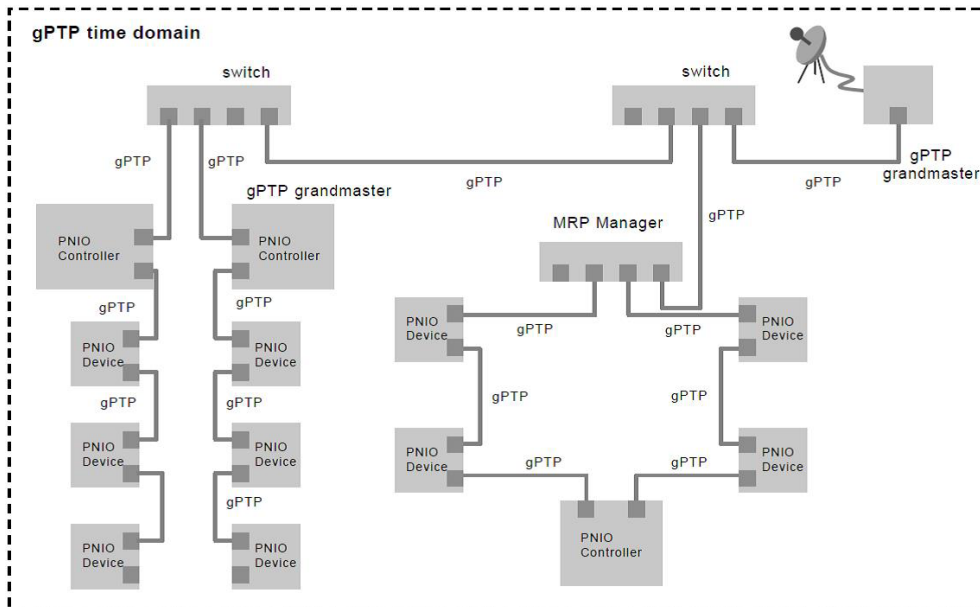 gPTP time domain
switch
switch
gPTP
gPTP
gPTP
gPTP
gPTP
grandmaster
gPTP grandmaster
gPTP
MRP Manager
PNIO
Controller
PNIO
Controller
gPTP
gPTP
PNIO
Device
gPTP
gPTP
PNIO
Device
PNIO
Device
PNIO
Device
gPTP
gPTP
gPTP
gPTP
PNIO
Device
PNIO
Device
PNIO
Device
PNIO
Device
gPTP
gPTP
gPTP
PNIO
Device
PNIO
Device
PNIO
Controller